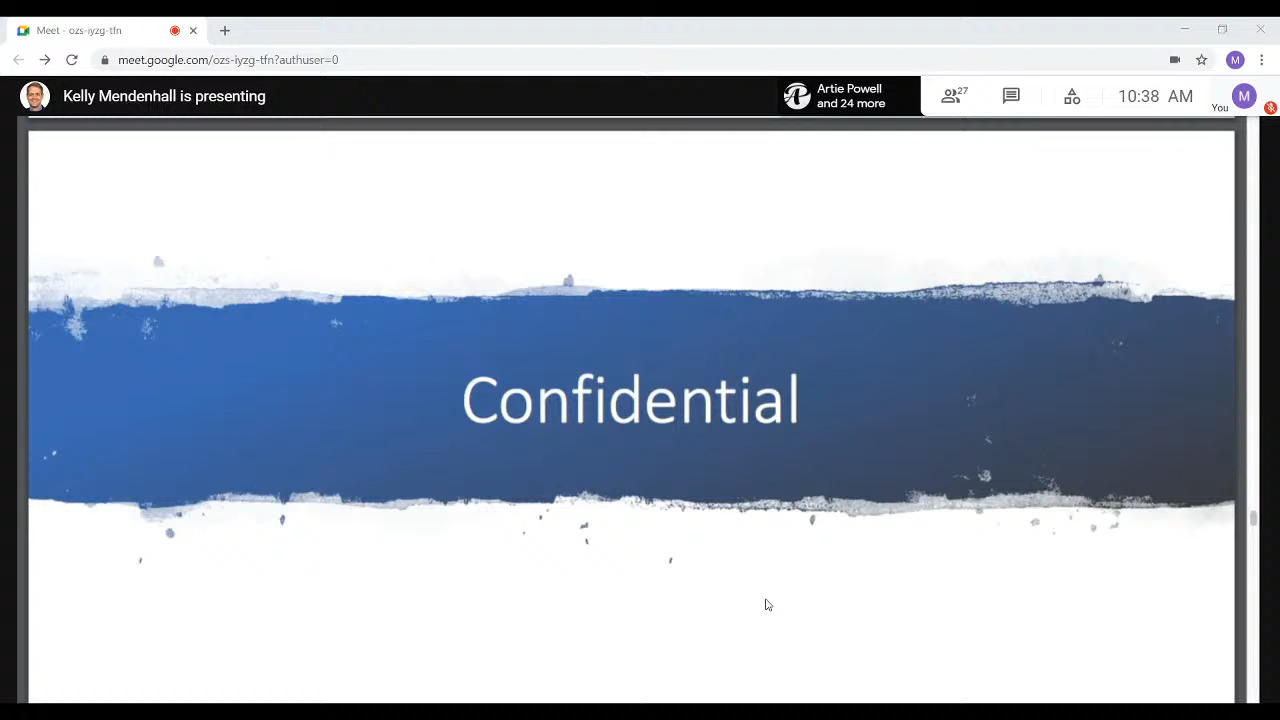 Meet - ozs-iyzg-tfn
meet.google.com/ozs-iyzg-tfn?authuser=0
M
Kelly Mendenhall is presenting
Artie Powell
and 24 more
27
10:38 AM
You
M
Confidential